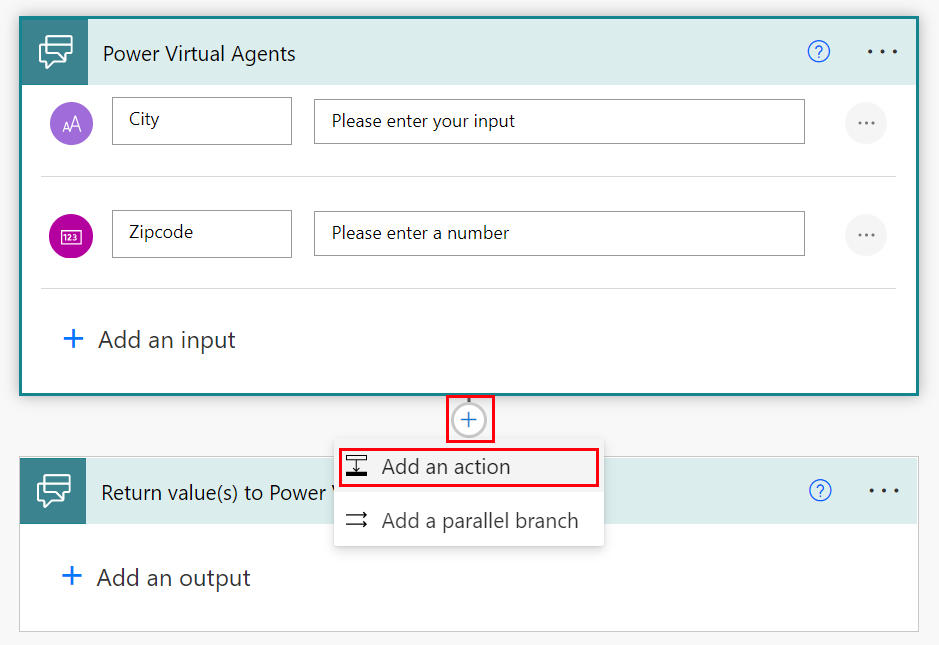 Power Virtual Agents
?
AA
City
Please enter your input
123
Zipcode
Please enter a number
+ Add an input
+
Add an action
Return value(s) to Power
?
Add a parallel branch
+ Add an output